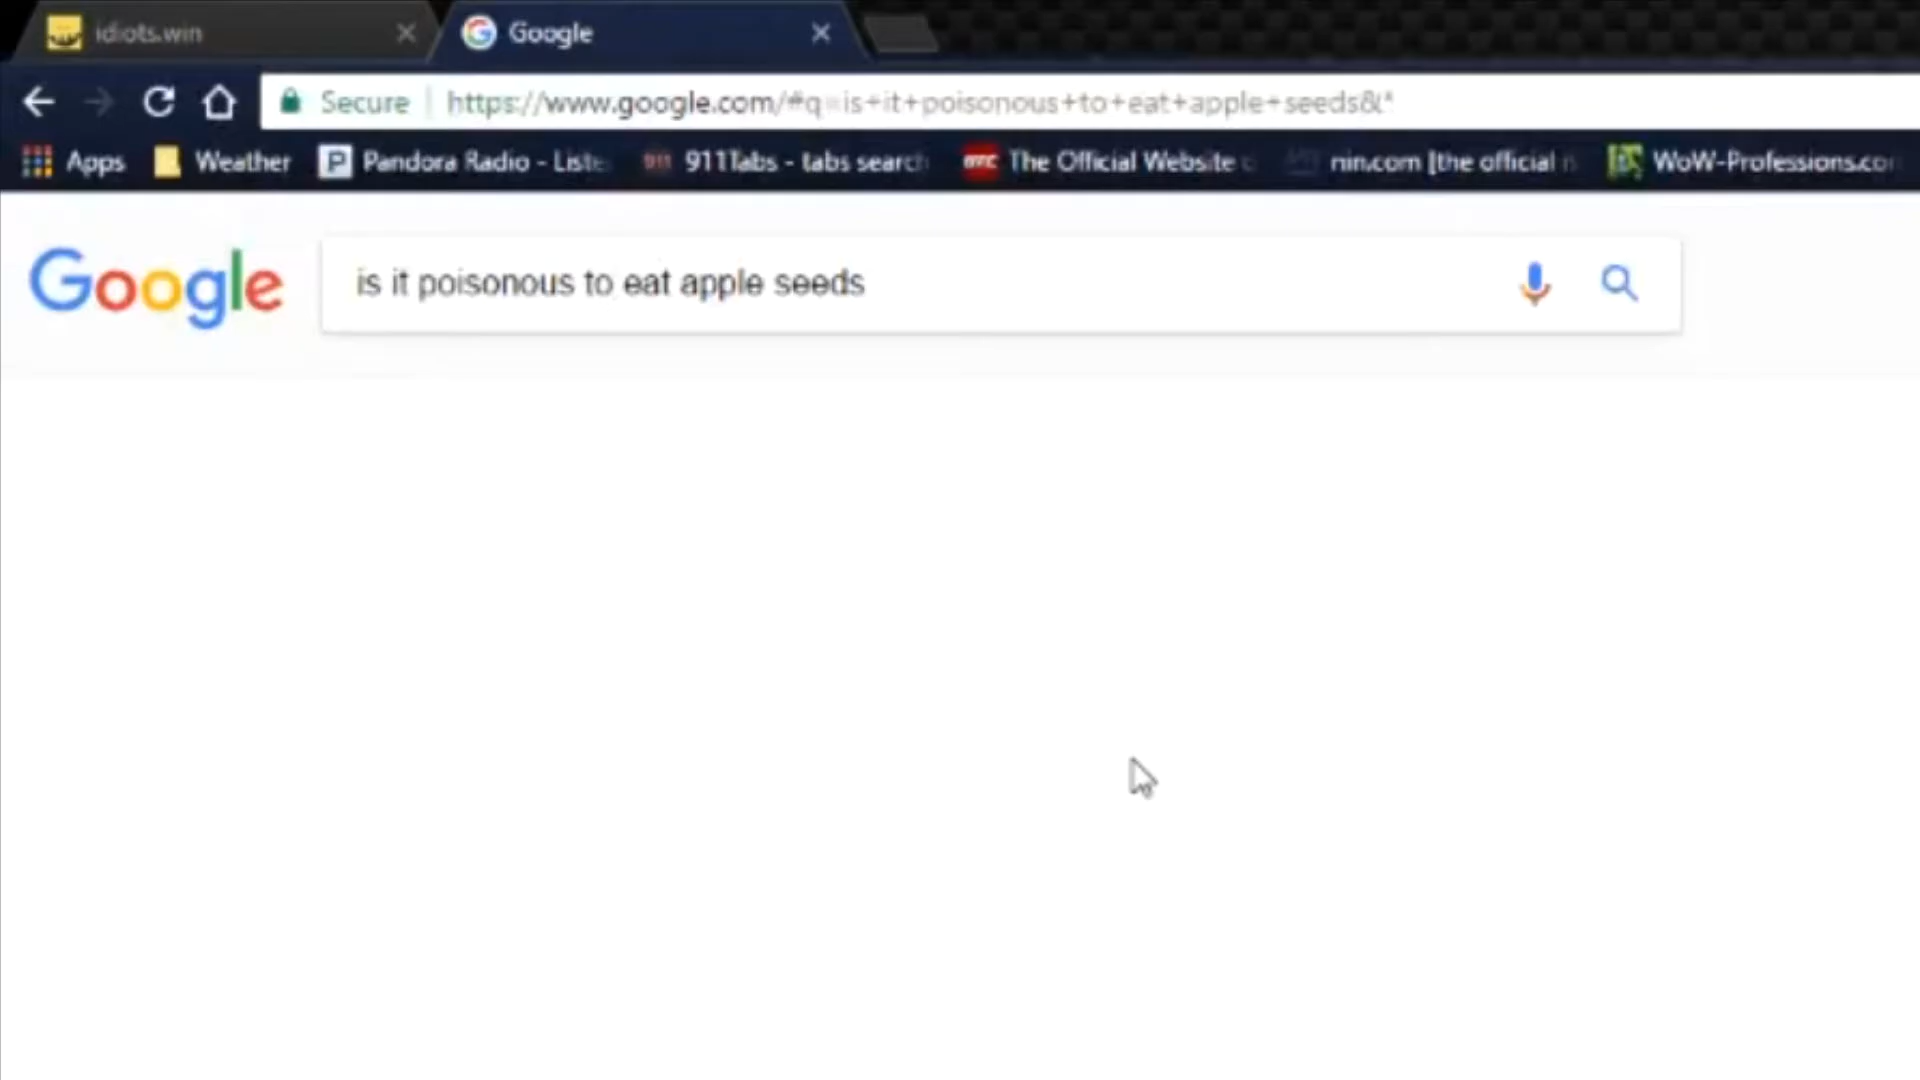 idiots.win
Google
Secure https://www.google.com/#q=is+it+poisonous+to+eat+apple+seeds&*
Apps Weather Pandora Radio - Liste 911Tabs - tabs search The Official Website nin.com [the official WoW-Professions.co
Google is it poisonous to eat apple seeds